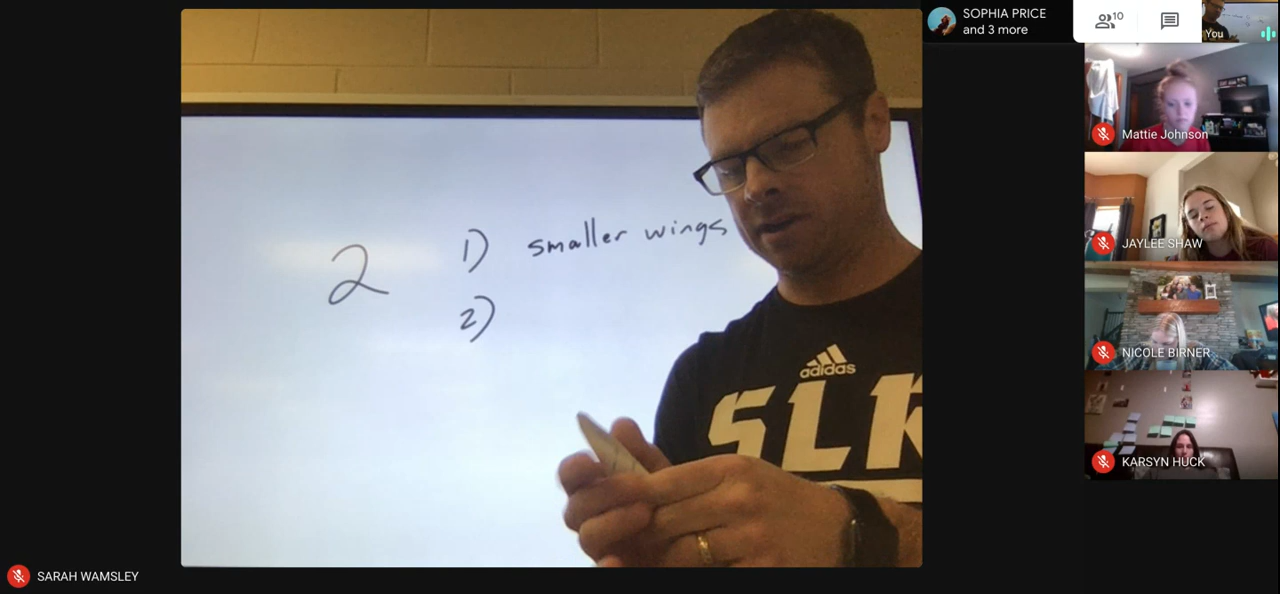 SOPHIA PRICE
and 3 more
10
You
Mattie Johnson
JAYLEE SHAW
NICOLE BIRNER
KARSYN HUCK
2
1) smaller wings
2)
adidas
SLK
SARAH WAMSLEY